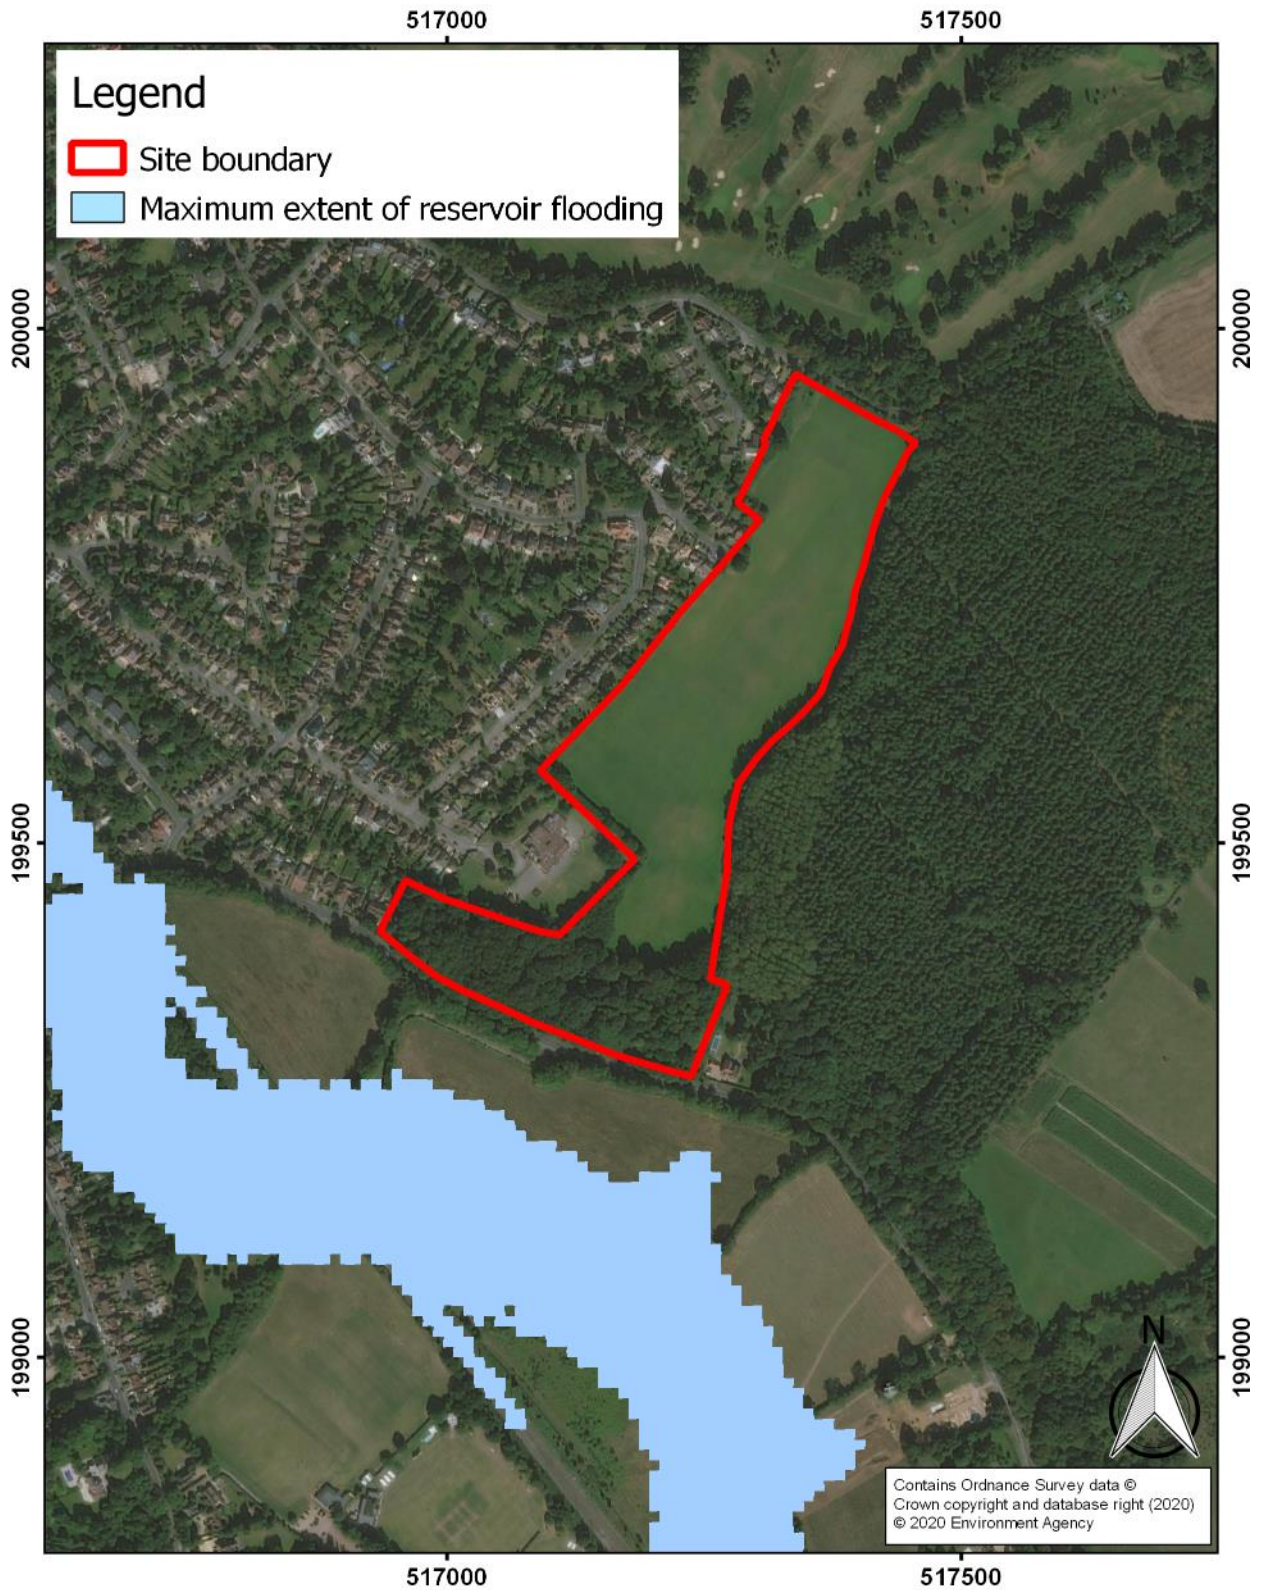 517000
517500
Legend
Site boundary
Maximum extent of reservoir flooding
200000
200000
199500
199500
199000
199000
N
Contains Ordnance Survey data ©
Crown copyright and database right (2020)
© 2020 Environment Agency
517000
517500